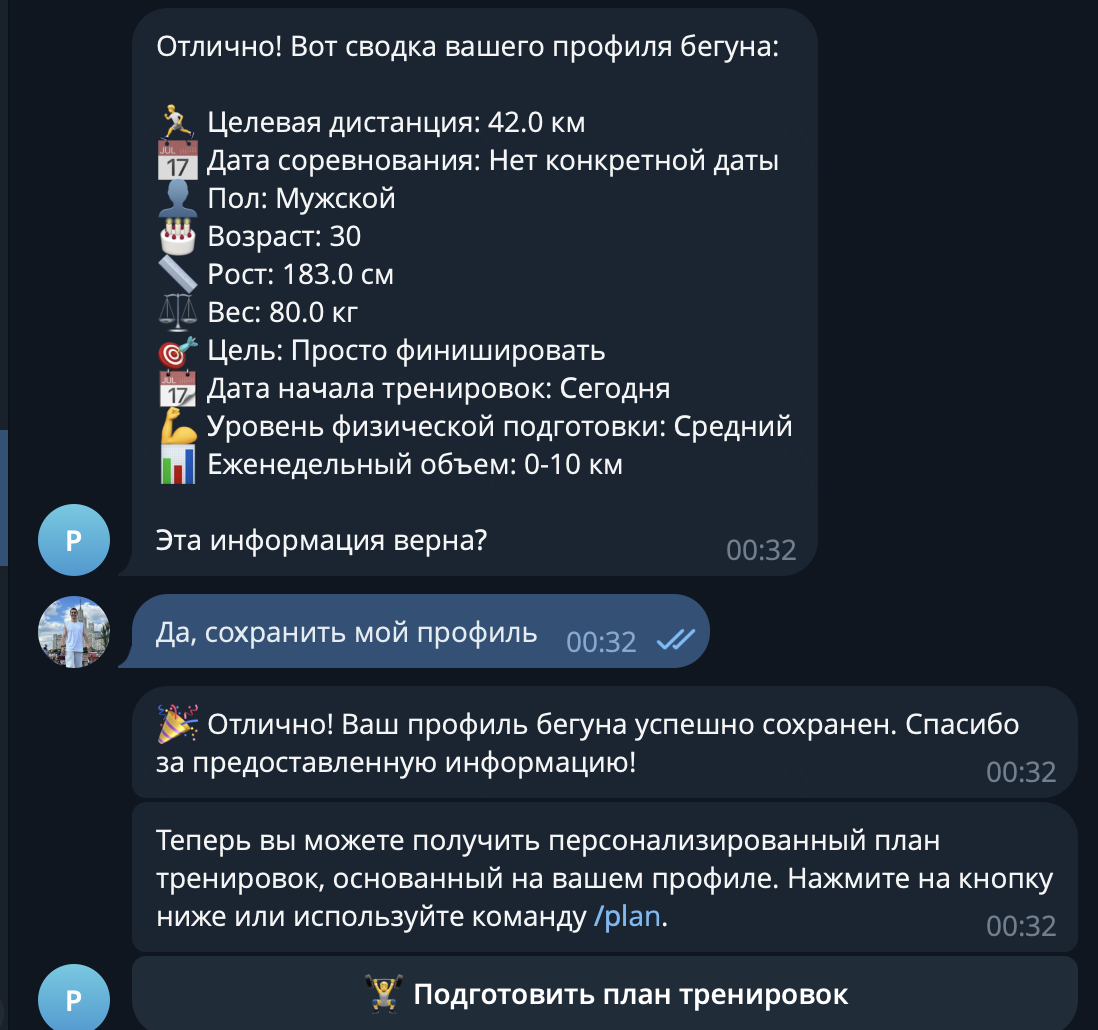 Отлично! Вот сводка вашего профиля бегуна:
Целевая дистанция: 42.0 км
JUL 17 Дата соревнования: Нет конкретной даты
Пол: Мужской
Возраст: 30
Рост: 183.0 см
Вес: 80.0 кг
Цель: Просто финишировать
JUL 17 Дата начала тренировок: Сегодня
Уровень физической подготовки: Средний
Еженедельный объем: 0-10 км
Эта информация верна?
00:32
P
Да, сохранить мой профиль 00:32
Отлично! Ваш профиль бегуна успешно сохранен. Спасибо
за предоставленную информацию!
00:32
Теперь вы можете получить персонализированный план
тренировок, основанный на вашем профиле. Нажмите на кнопку
ниже или используйте команду /plan.
00:32
P
Подготовить план тренировок